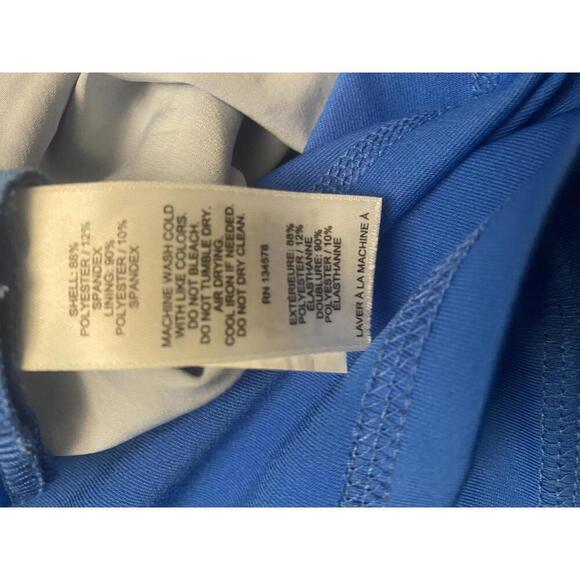 SHELL: 88%
POLYESTER / 12%
SPANDEX
LINING: 90%
POLYESTER / 10%
SPANDEX
MACHINE WASH COLD
WITH LIKE COLORS.
DO NOT BLEACH.
DO NOT TUMBLE DRY.
AIR DRYING.
COOL IRON IF NEEDED.
DO NOT DRY CLEAN.
RN 134578
EXTÉRIEURE: 88%
POLYESTER / 12%
ÉLASTHANNE
DOUBLURE: 90%
POLYESTER / 10%
ÉLASTHANNE
LAVER À LA MACHINE À